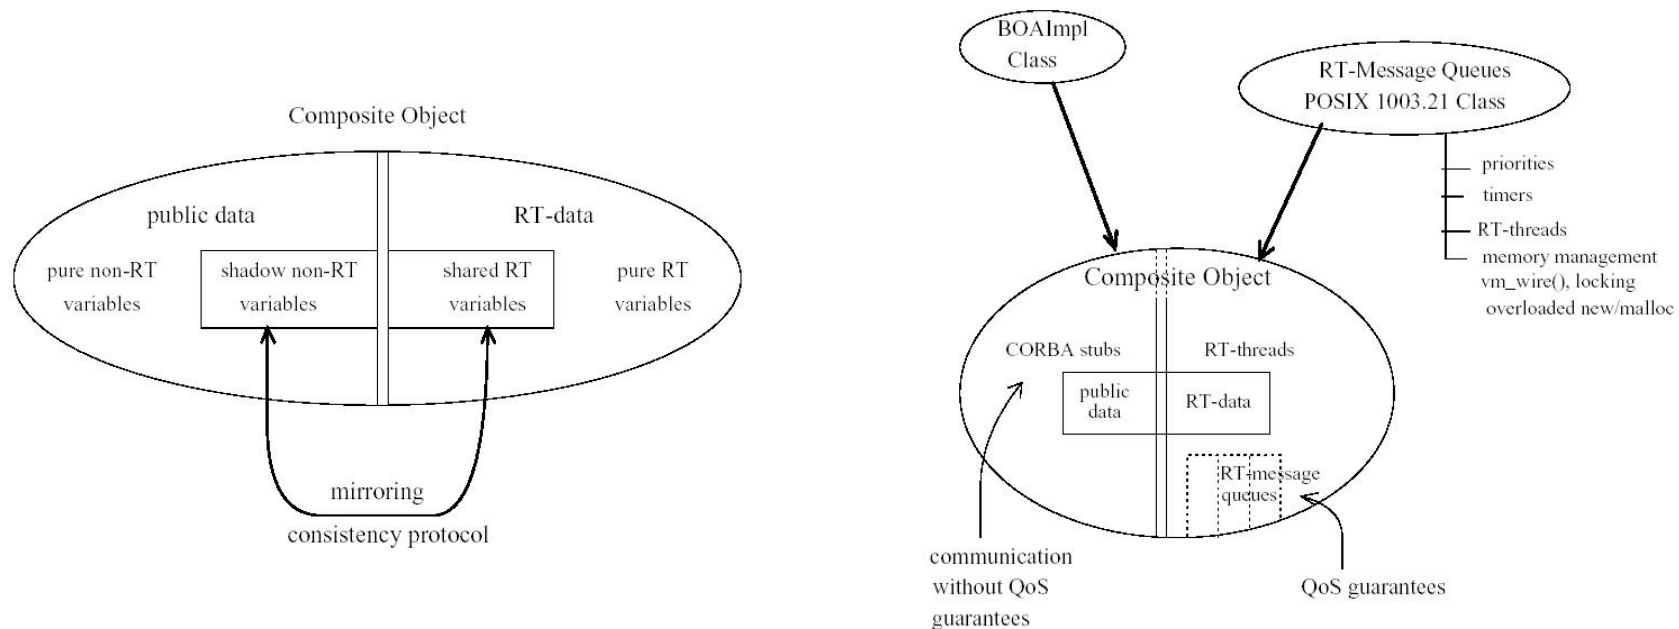 Composite Object
public data
RT-data
pure non-RT
variables
shadow non-RT
variables
shared RT
variables
pure RT
variables
mirroring
consistency protocol
BOAImpl
Class
RT-Message Queues
POSIX 1003.21 Class
priorities
timers
RT-threads
memory management
vm_wire(), locking
overloaded new/malloc
Composite Object
CORBA stubs
RT-threads
public
data
RT-data
RT-message
queues
communication
without QoS
guarantees
QoS guarantees